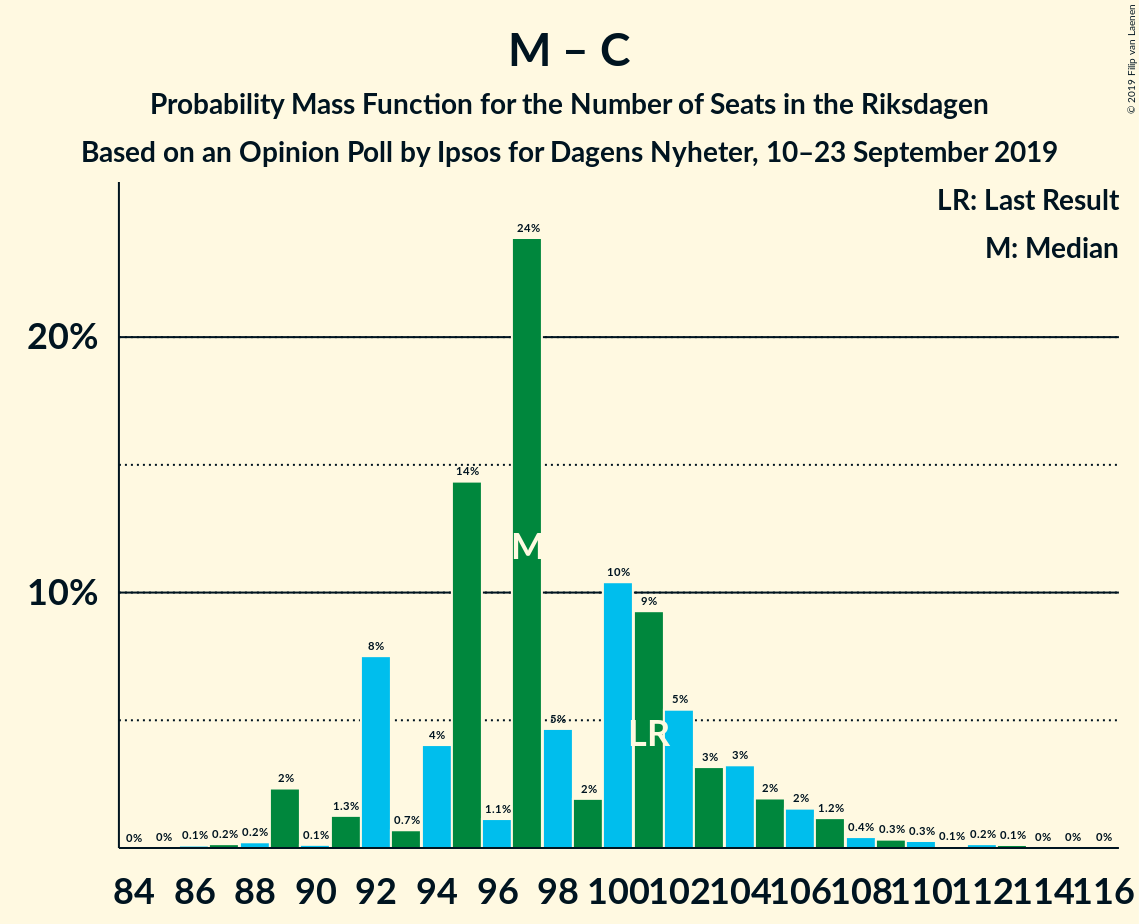 M – C
Probability Mass Function for the Number of Seats in the Riksdagen
Based on an Opinion Poll by Ipsos for Dagens Nyheter, 10–23 September 2019
© 2019 Filip van Laenen
LR: Last Result
M: Median
20%
10%
0% 0% 0.1% 0.2% 0.2% 2% 0.1% 1.3% 8% 0.7% 4% 14% 1.1% 24% 5% 2% 10% 9% 5% 3% 3% 2% 2% 1.2% 0.4% 0.3% 0.3% 0.1% 0.2% 0.1% 0% 0% 0%
M
LR
84 86 88 90 92 94 96 98 100 102 104 106 108 110 112 114 116